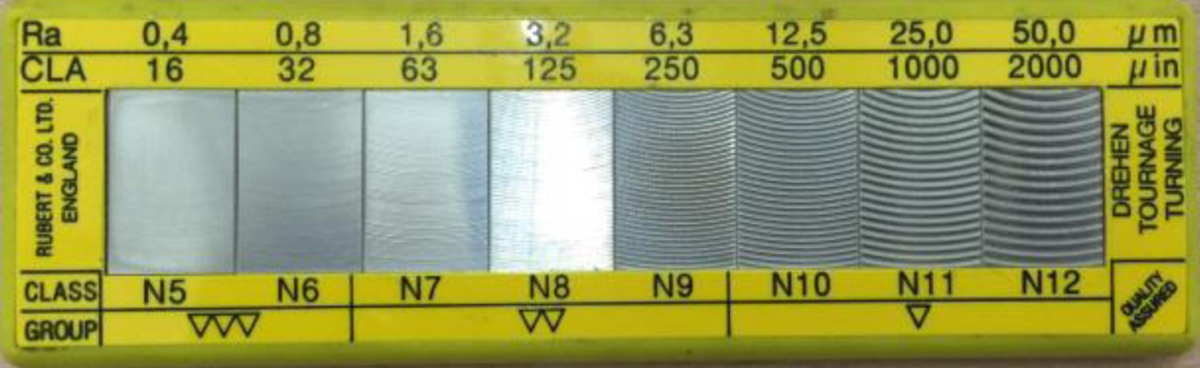 Ra 0,4 0,8 1,6 3,2 6,3 12,5 25,0 50,0 µm
CLA 16 32 63 125 250 500 1000 2000 µin
RUBERT & CO. LTD.
ENGLAND
DREHEN
TOURNAGE
TURNING
CLASS N5 N6 N7 N8 N9 N10 N11 N12
GROUP ▽▽▽ ▽▽ ▽
QUALITY
ASSURED